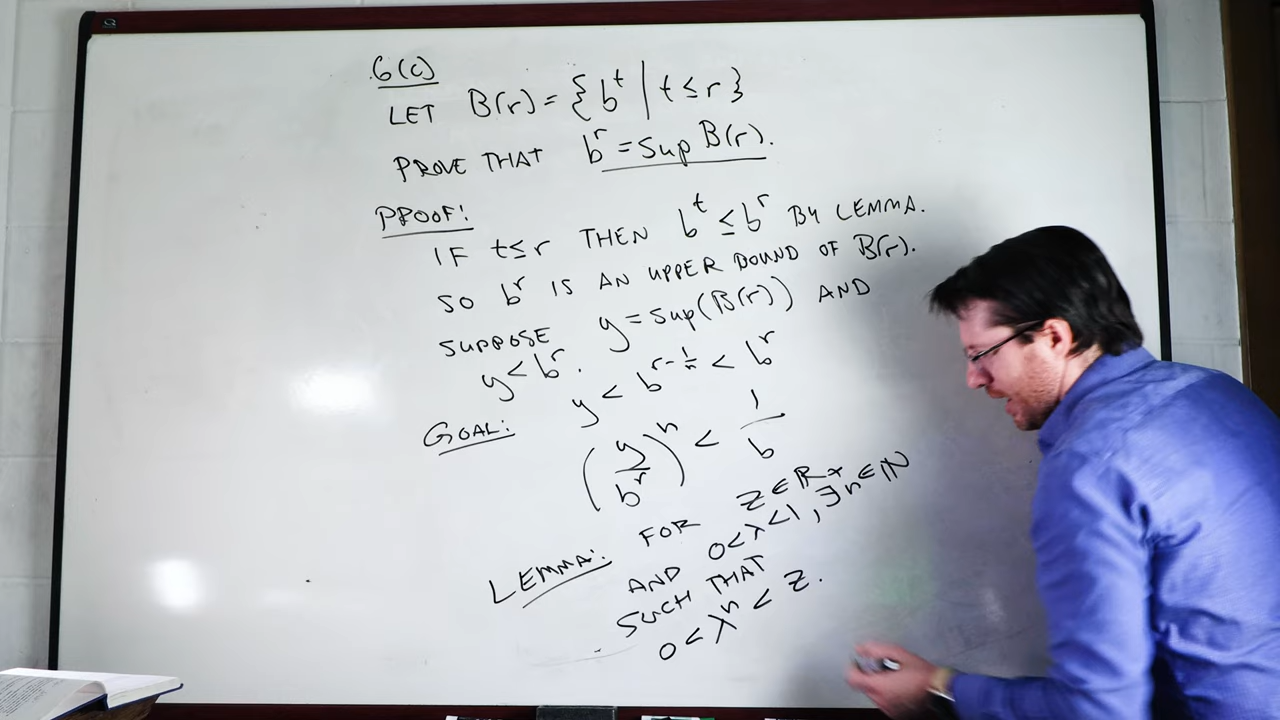 6(c)
LET B(r) = {b^t | t ≤ r}
PROVE THAT b^r = sup B(r).
PROOF:
IF t ≤ r THEN b^t ≤ b^r BY LEMMA.
SO b^r IS AN UPPER BOUND OF B(r).
SUPPOSE y = sup(B(r)) AND
y < b^r.
GOAL: y < b^{r - 1/n} < b^r
(y/b^r)^n < 1/b
LEMMA: FOR z ∈ ℝ_+
AND 0 < λ < 1, ∃ n ∈ ℕ
SUCH THAT
0 < λ^n < z.